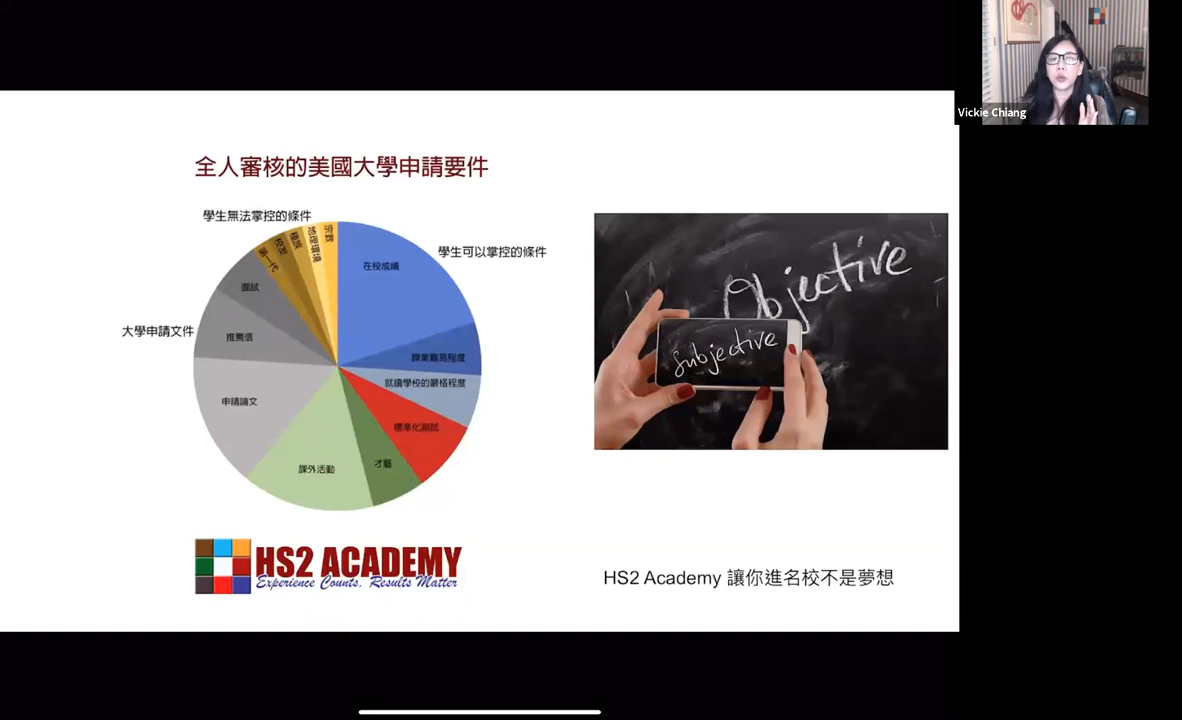 Vickie Chiang
全人審核的美國大學申請要件
學生無法掌控的條件
學生可以掌控的條件
大學申請文件
宗教
地理環境
種族
校友
第一代
面試
推薦信
申請論文
課外活動
才藝
標準化測試
就讀學校的嚴格程度
課業難易程度
在校成績
Objective
Subjective
HS2 ACADEMY
Experience Counts, Results Matter
HS2 Academy 讓你進名校不是夢想